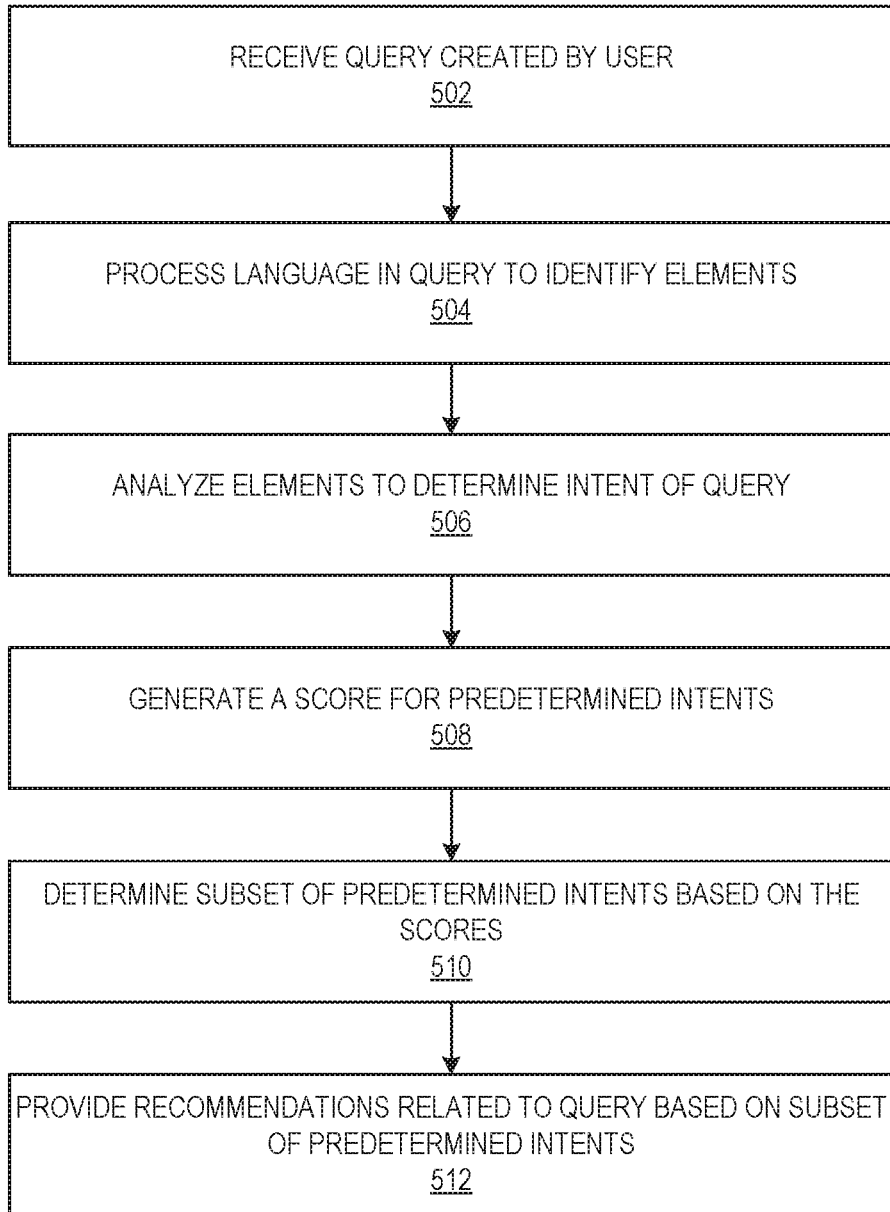 RECEIVE QUERY CREATED BY USER
502
PROCESS LANGUAGE IN QUERY TO IDENTIFY ELEMENTS
504
ANALYZE ELEMENTS TO DETERMINE INTENT OF QUERY
506
GENERATE A SCORE FOR PREDETERMINED INTENTS
508
DETERMINE SUBSET OF PREDETERMINED INTENTS BASED ON THE
SCORES
510
PROVIDE RECOMMENDATIONS RELATED TO QUERY BASED ON SUBSET
OF PREDETERMINED INTENTS
512